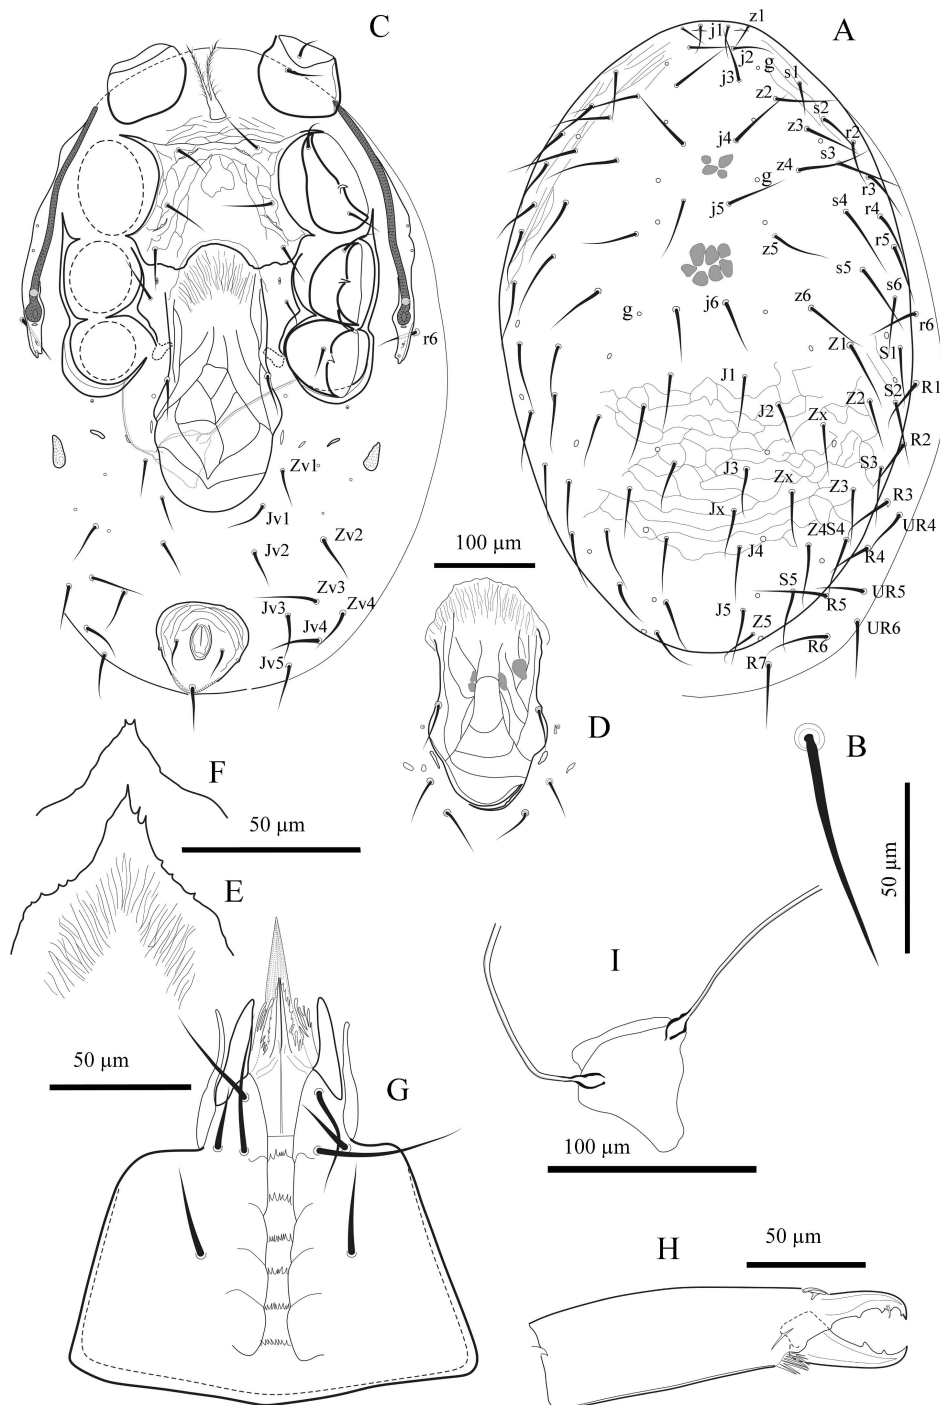 C
r6
Zv1
Jv1
Jv2
Zv2
Zv3
Jv3
Zv4
Jv4
Jv5
A
z1
j1
j2
j3
g
s1
z2
s2
z3
r2
j4
s3
z4
g
r3
j5
s4
r4
z5
r5
s5
s6
j6
z6
g
r6
Z1
S1
J1
S2
R1
J2
Z2
Zx
R2
S3
J3
Zx
Z3
R3
Jx
UR4
Z4
S4
J4
R4
S5
UR5
R5
J5
Z5
UR6
R6
R7
100 µm
D
B
50 µm
F
50 µm
E
50 µm
G
I
100 µm
H
50 µm